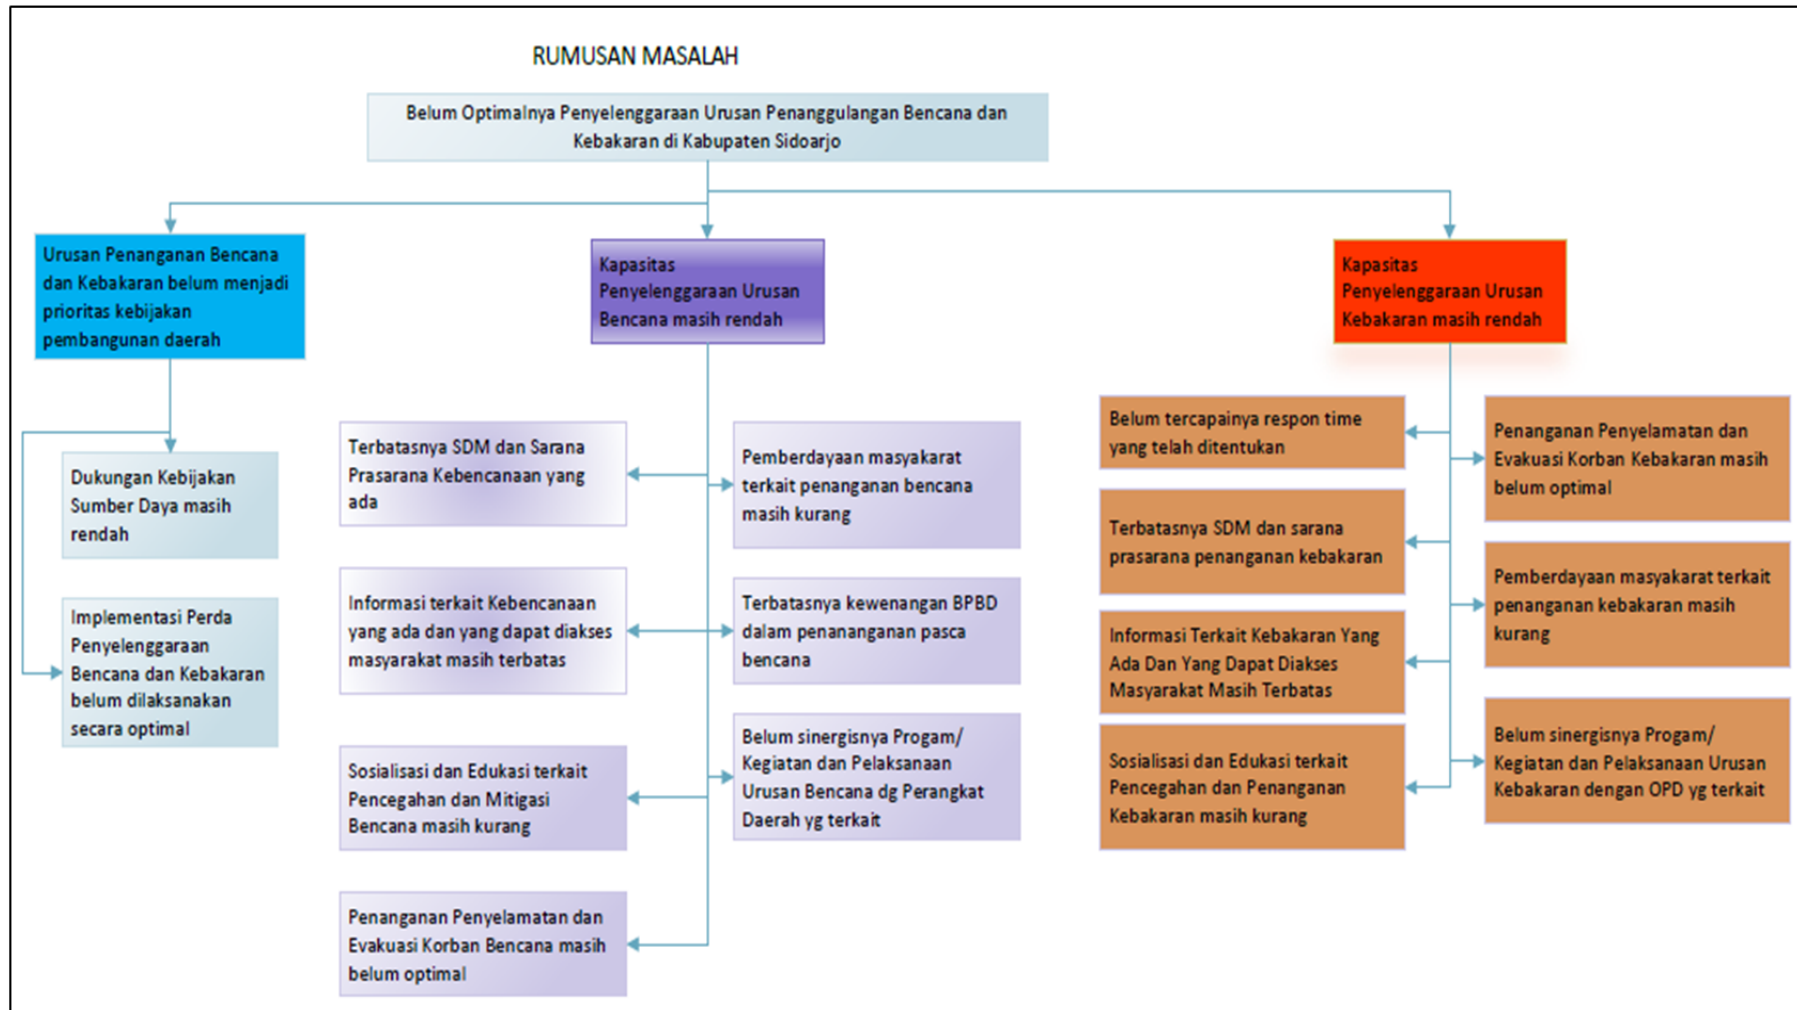 RUMUSAN MASALAH
Belum Optimalnya Penyelenggaraan Urusan Penanggulangan Bencana dan
Kebakaran di Kabupaten Sidoarjo
Urusan Penanganan Bencana
dan Kebakaran belum menjadi
prioritas kebijakan
pembangunan daerah
Dukungan Kebijakan
Sumber Daya masih
rendah
Implementasi Perda
Penyelenggaraan
Bencana dan Kebakaran
belum dilaksanakan
secara optimal
Kapasitas
Penyelenggaraan Urusan
Bencana masih rendah
Terbatasnya SDM dan Sarana
Prasarana Kebencanaan yang
ada
Informasi terkait Kebencanaan
yang ada dan yang dapat diakses
masyarakat masih terbatas
Sosialisasi dan Edukasi terkait
Pencegahan dan Mitigasi
Bencana masih kurang
Penanganan Penyelamatan dan
Evakuasi Korban Bencana masih
belum optimal
Pemberdayaan masyakarat
terkait penanganan bencana
masih kurang
Terbatasnya kewenangan BPBD
dalam penananganan pasca
bencana
Belum sinergisnya Progam/
Kegiatan dan Pelaksanaan
Urusan Bencana dg Perangkat
Daerah yg terkait
Kapasitas
Penyelenggaraan Urusan
Kebakaran masih rendah
Belum tercapainya respon time
yang telah ditentukan
Terbatasnya SDM dan sarana
prasarana penanganan kebakaran
Informasi Terkait Kebakaran Yang
Ada Dan Yang Dapat Diakses
Masyarakat Masih Terbatas
Sosialisasi dan Edukasi terkait
Pencegahan dan Penanganan
Kebakaran masih kurang
Penanganan Penyelamatan dan
Evakuasi Korban Kebakaran masih
belum optimal
Pemberdayaan masyakarat terkait
penanganan kebakaran masih
kurang
Belum sinergisnya Progam/
Kegiatan dan Pelaksanaan Urusan
Kebakaran dengan OPD yg terkait